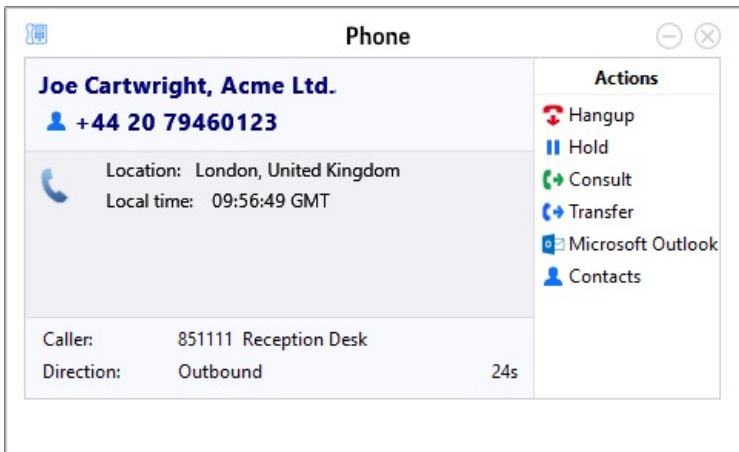 Phone
Joe Cartwright, Acme Ltd.
+44 20 79460123
Location: London, United Kingdom
Local time: 09:56:49 GMT
Caller: 851111 Reception Desk
Direction: Outbound 24s
Actions
Hangup
Hold
Consult
Transfer
Microsoft Outlook
Contacts